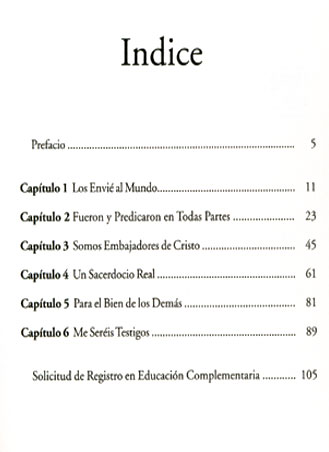 Indice
Prefacio ........................................................................... 5
Capítulo 1 Los Envié al Mundo............................................. 11
Capítulo 2 Fueron y Predicaron en Todas Partes .................... 23
Capítulo 3 Somos Embajadores de Cristo ............................... 45
Capítulo 4 Un Sacerdocio Real .............................................. 61
Capítulo 5 Para el Bien de los Demás ..................................... 81
Capítulo 6 Me Seréis Testigos ............................................... 89
Solicitud de Registro en Educación Complementaria ........... 105